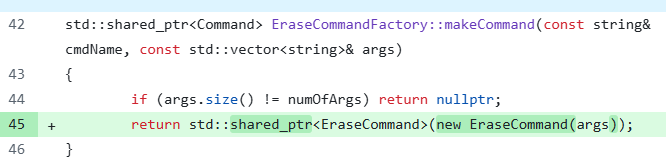 42 std::shared_ptr<Command> EraseCommandFactory::makeCommand(const string&
cmdName, const std::vector<string>& args)
43 {
44 if (args.size() != numOfArgs) return nullptr;
45 + return std::shared_ptr<EraseCommand>(new EraseCommand(args));
46 }